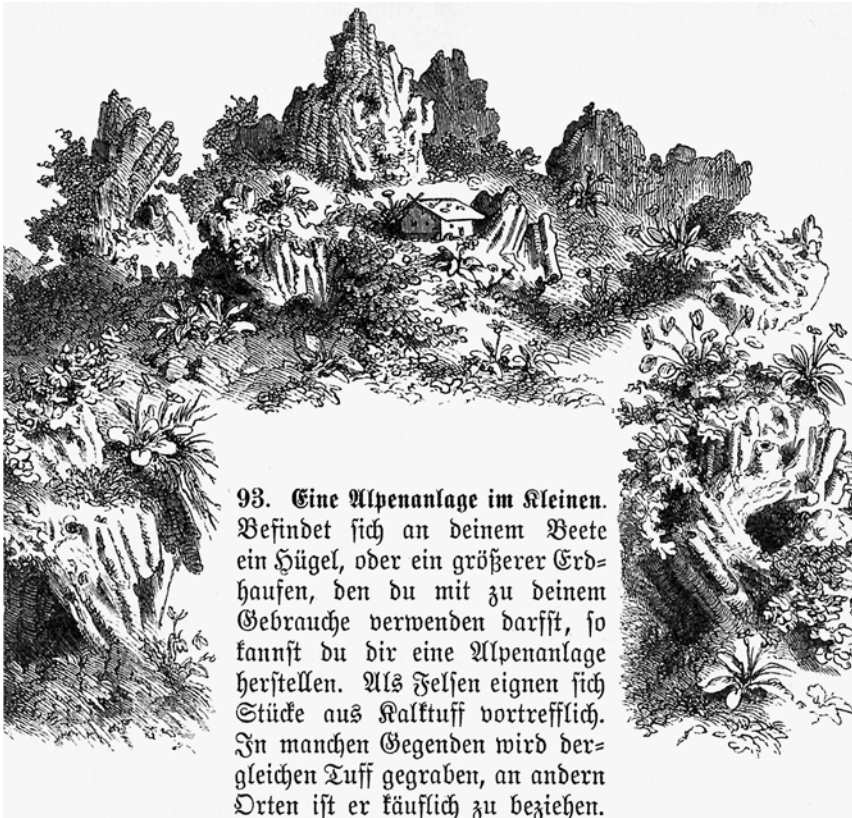 93. Eine Alpenanlage im Kleinen.
Befindet sich an deinem Beete
ein Hügel, oder ein größerer Erd-
haufen, den du mit zu deinem
Gebrauche verwenden darfst, so
kannst du dir eine Alpenanlage
herstellen. Als Felsen eignen sich
Stücke aus Kalktuff vortrefflich.
In manchen Gegenden wird der-
gleichen Tuff gegraben, an andern
Orten ist er käuflich zu beziehen.